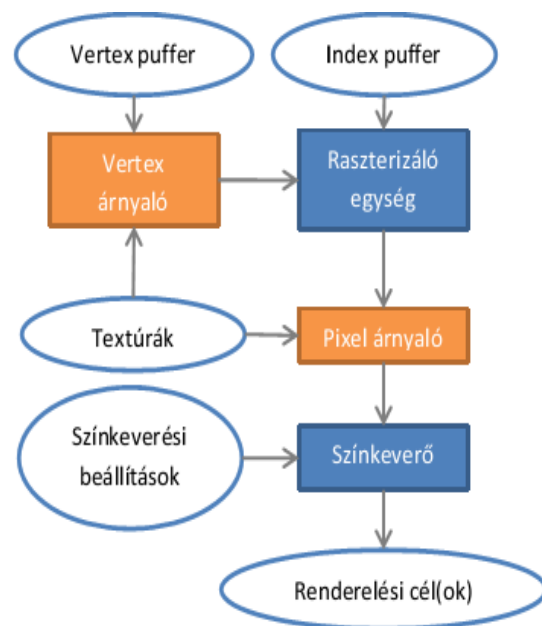 Vertex puffer
Index puffer
Vertex
árnyaló
Raszterizáló
egység
Textúrák
Pixel árnyaló
Színkeverési
beállítások
Színkeverő
Renderelési cél(ok)